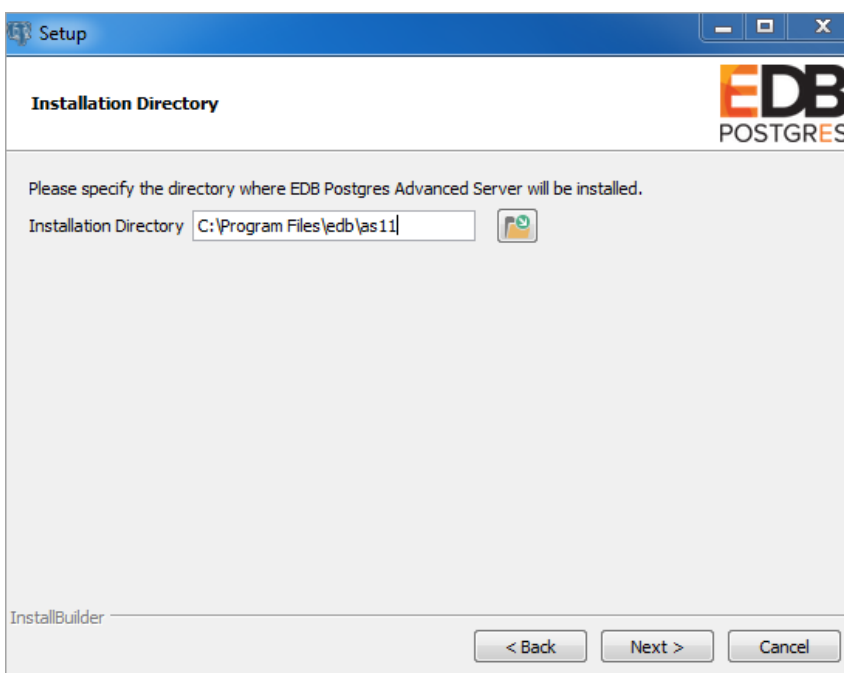 Setup
Installation Directory
EDB
POSTGRES
Please specify the directory where EDB Postgres Advanced Server will be installed.
Installation Directory C:\Program Files\edb\as11
InstallBuilder
< Back Next > Cancel